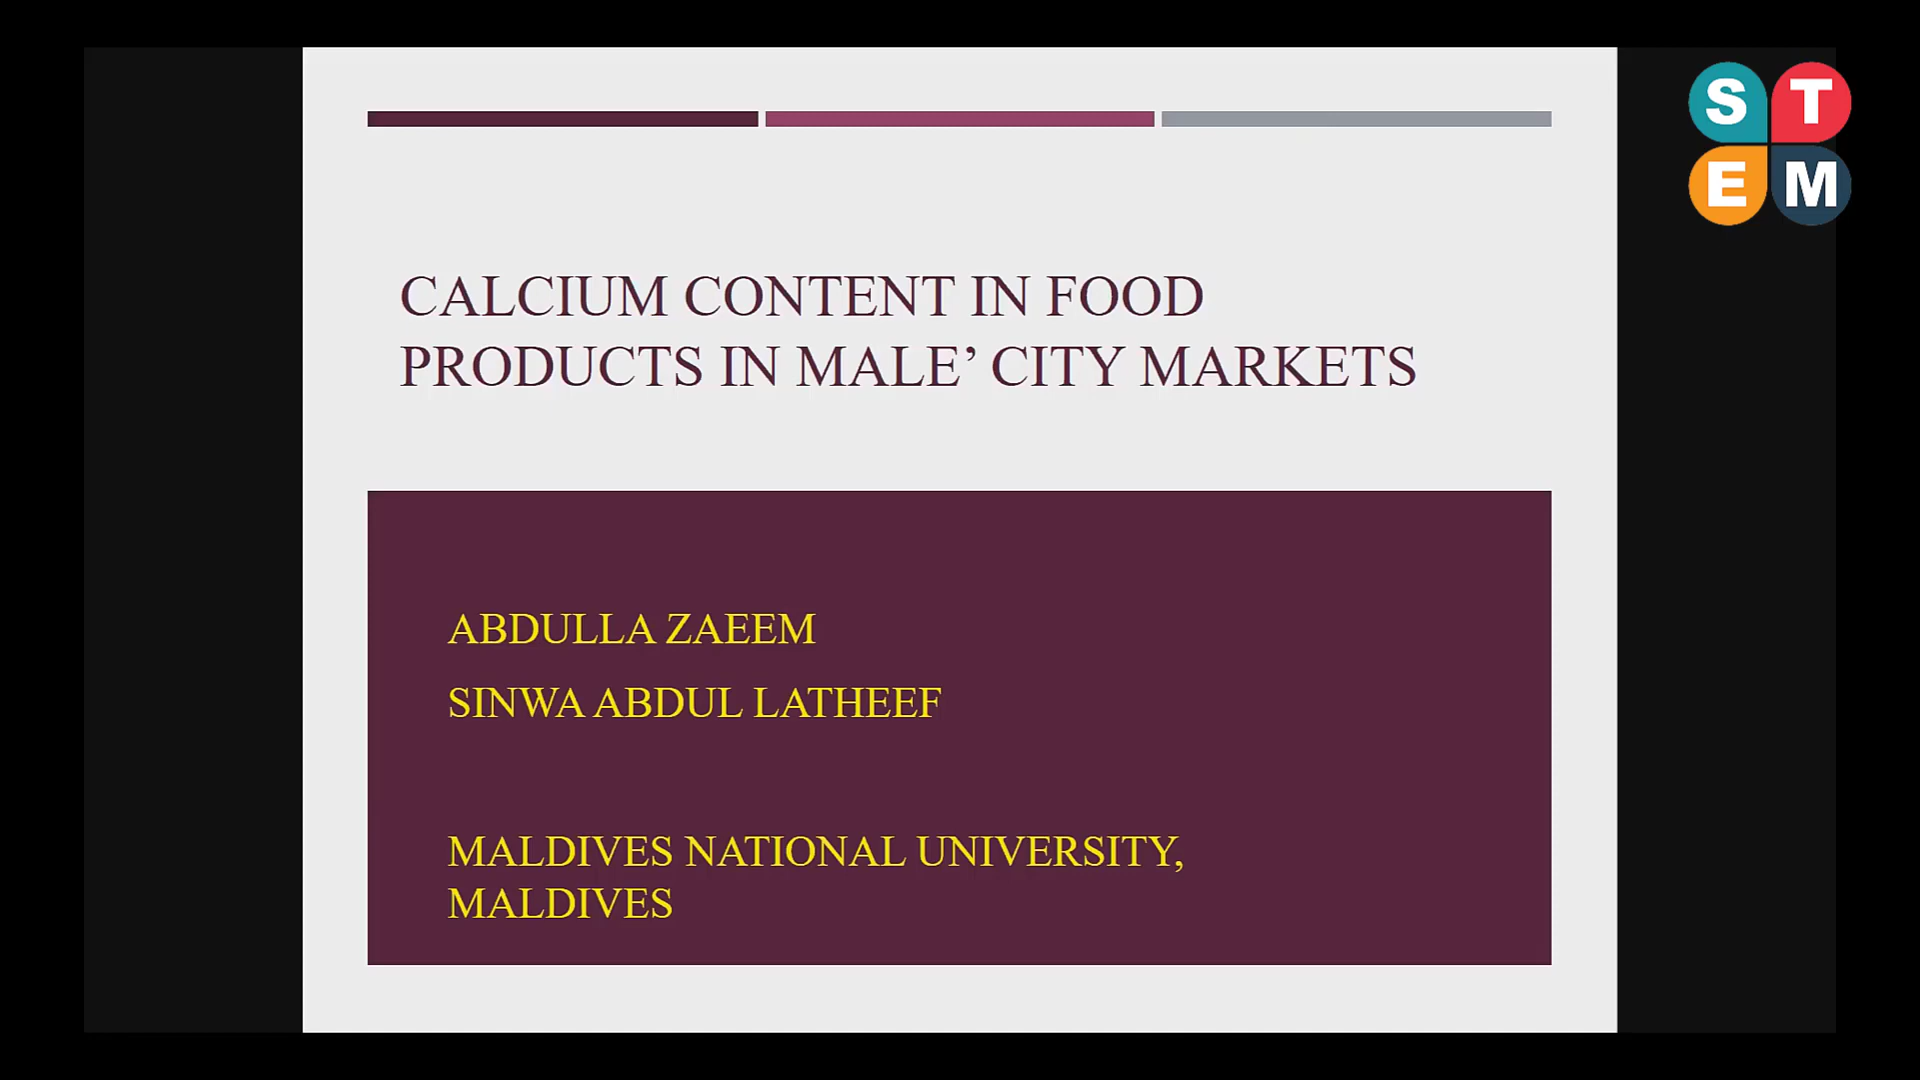 S T
E M
CALCIUM CONTENT IN FOOD
PRODUCTS IN MALE’ CITY MARKETS
ABDULLA ZAEEM
SINWA ABDUL LATHEEF
MALDIVES NATIONAL UNIVERSITY,
MALDIVES